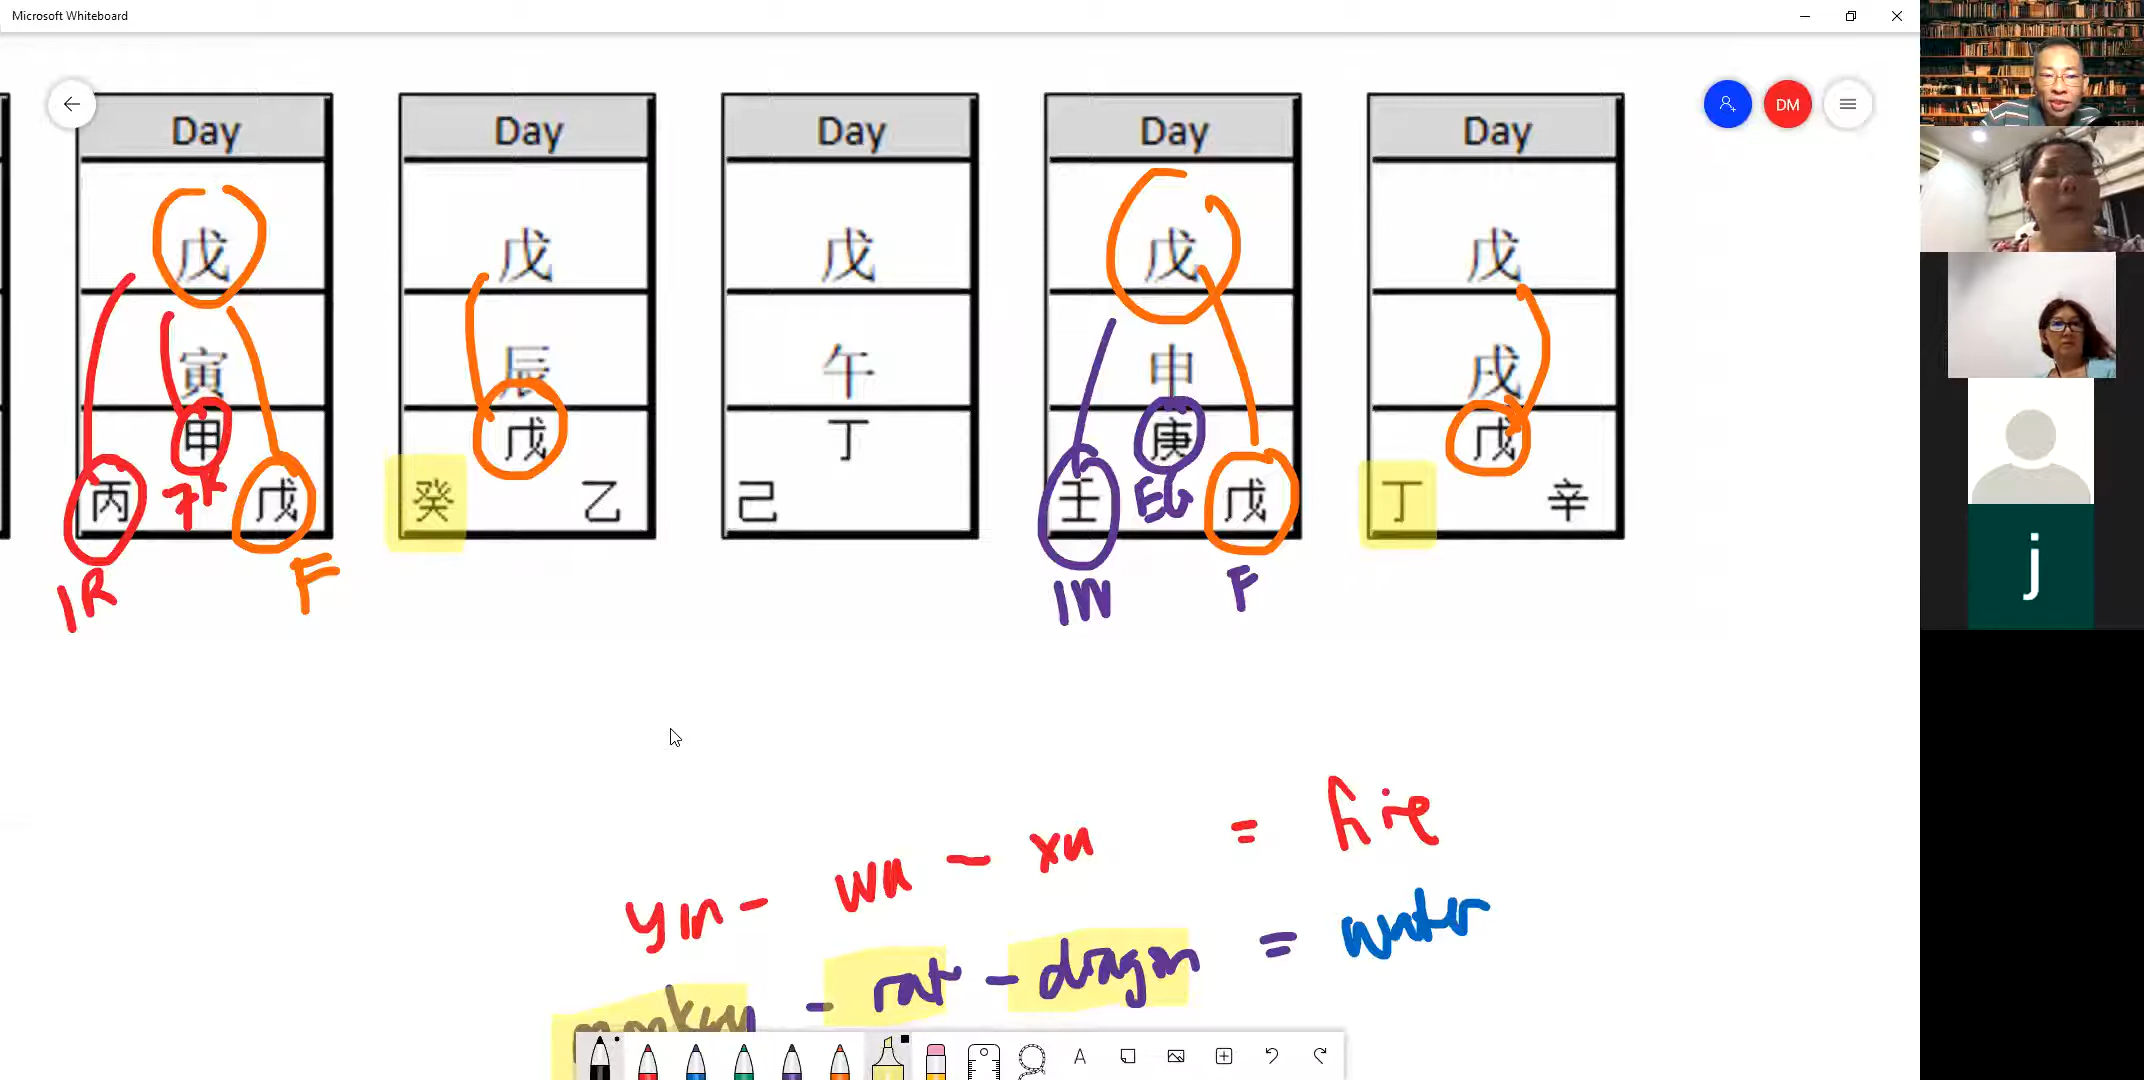 Microsoft Whiteboard
Day Day Day Day Day
DM
戊 戊 戊 戊 戊
寅 辰 午 申 戌
甲 戊 丁 庚 戊
丙 7K 戊 癸 乙 己 壬 EG 戊 丁 辛
IR F IW F
j
yin - wu - xu = fire
monkey - rat - dragon = water
A